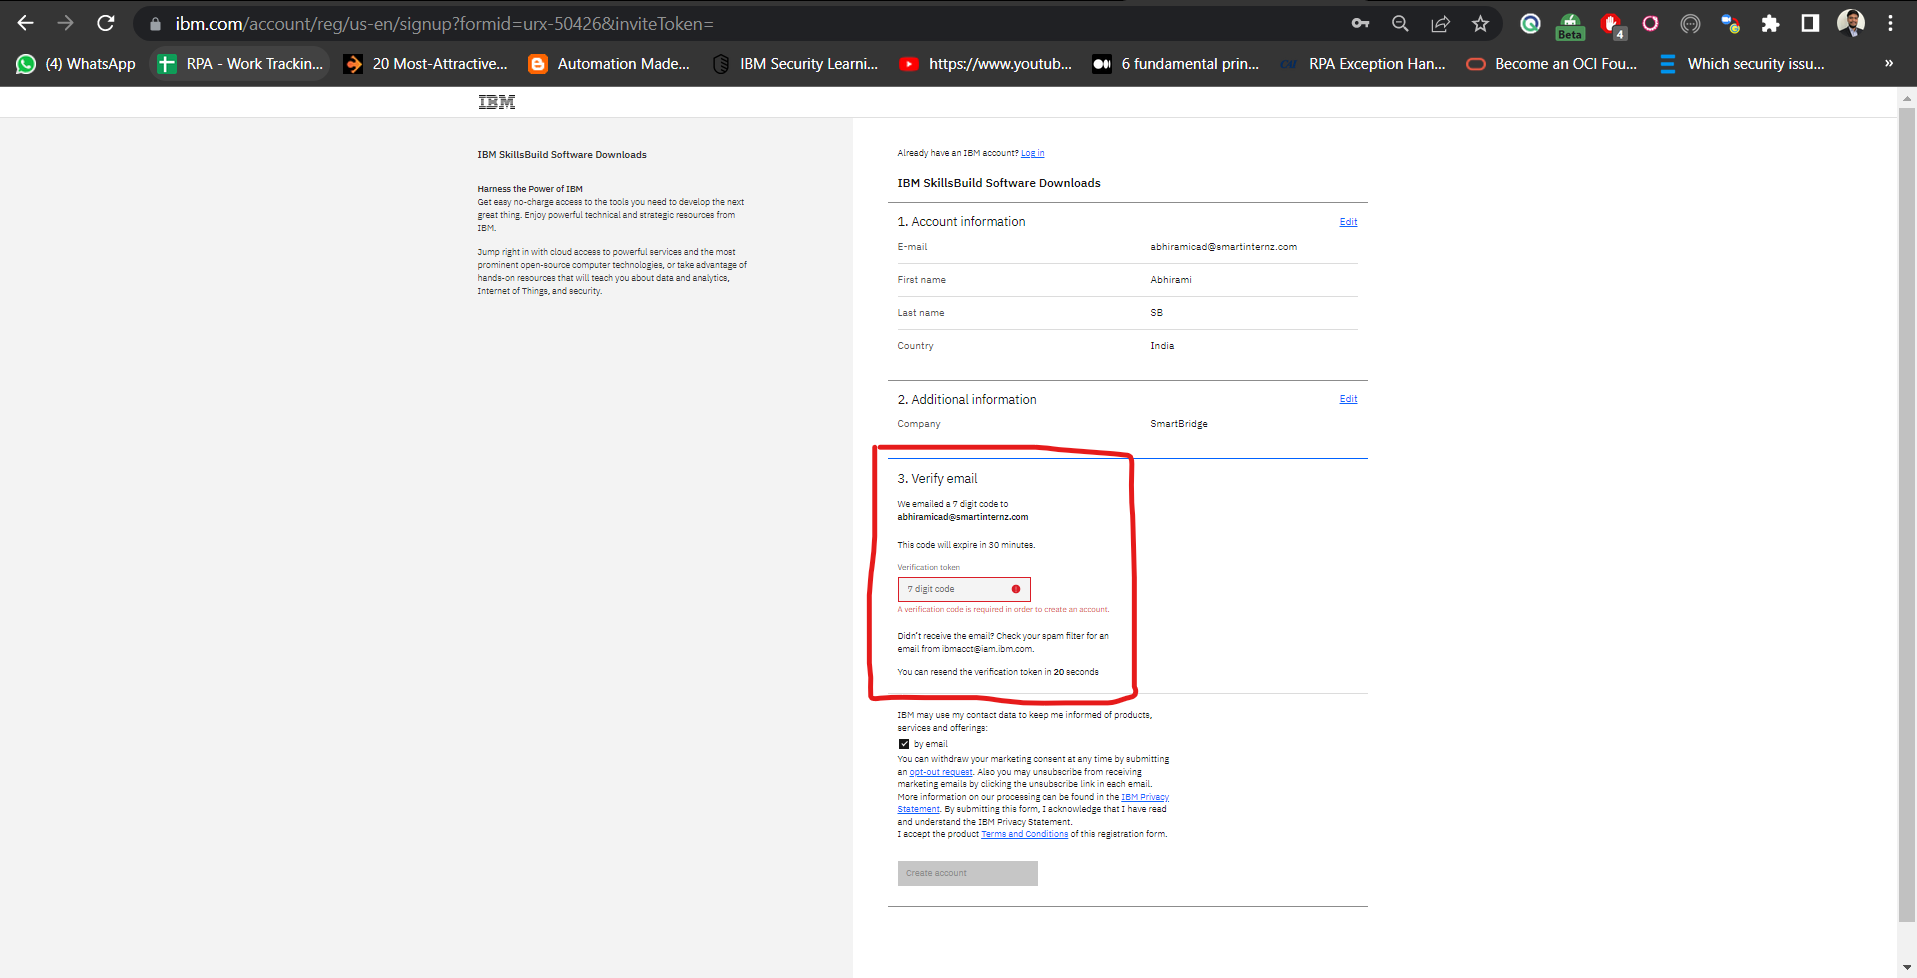 ibm.com/account/reg/us-en/signup?formid=urx-50426&inviteToken=
Beta
4
(4) WhatsApp
RPA - Work Trackin...
20 Most-Attractive...
Automation Made...
IBM Security Learni...
https://www.youtub...
6 fundamental prin...
RPA Exception Han...
Become an OCI Fou...
Which security issu...
»
IBM
IBM SkillsBuild Software Downloads
Harness the Power of IBM
Get easy no-charge access to the tools you need to develop the next
great thing. Enjoy powerful technical and strategic resources from
IBM.
Jump right in with cloud access to powerful services and the most
prominent open-source computer technologies, or take advantage of
hands-on resources that will teach you about data and analytics,
Internet of Things, and security.
Already have an IBM account? Log in
IBM SkillsBuild Software Downloads
1. Account information
Edit
E-mail
abhiramicad@smartinternz.com
First name
Abhirami
Last name
SB
Country
India
2. Additional information
Edit
Company
SmartBridge
3. Verify email
We emailed a 7 digit code to
abhiramicad@smartinternz.com
This code will expire in 30 minutes.
Verification token
7 digit code
A verification code is required in order to create an account.
Didn't receive the email? Check your spam filter for an
email from ibmacct@iam.ibm.com.
You can resend the verification token in 20 seconds
IBM may use my contact data to keep me informed of products,
services and offerings:
by email
You can withdraw your marketing consent at any time by submitting
an opt-out request. Also you may unsubscribe from receiving
marketing emails by clicking the unsubscribe link in each email.
More information on our processing can be found in the IBM Privacy
Statement. By submitting this form, I acknowledge that I have read
and understand the IBM Privacy Statement.
I accept the product Terms and Conditions of this registration form.
Create account